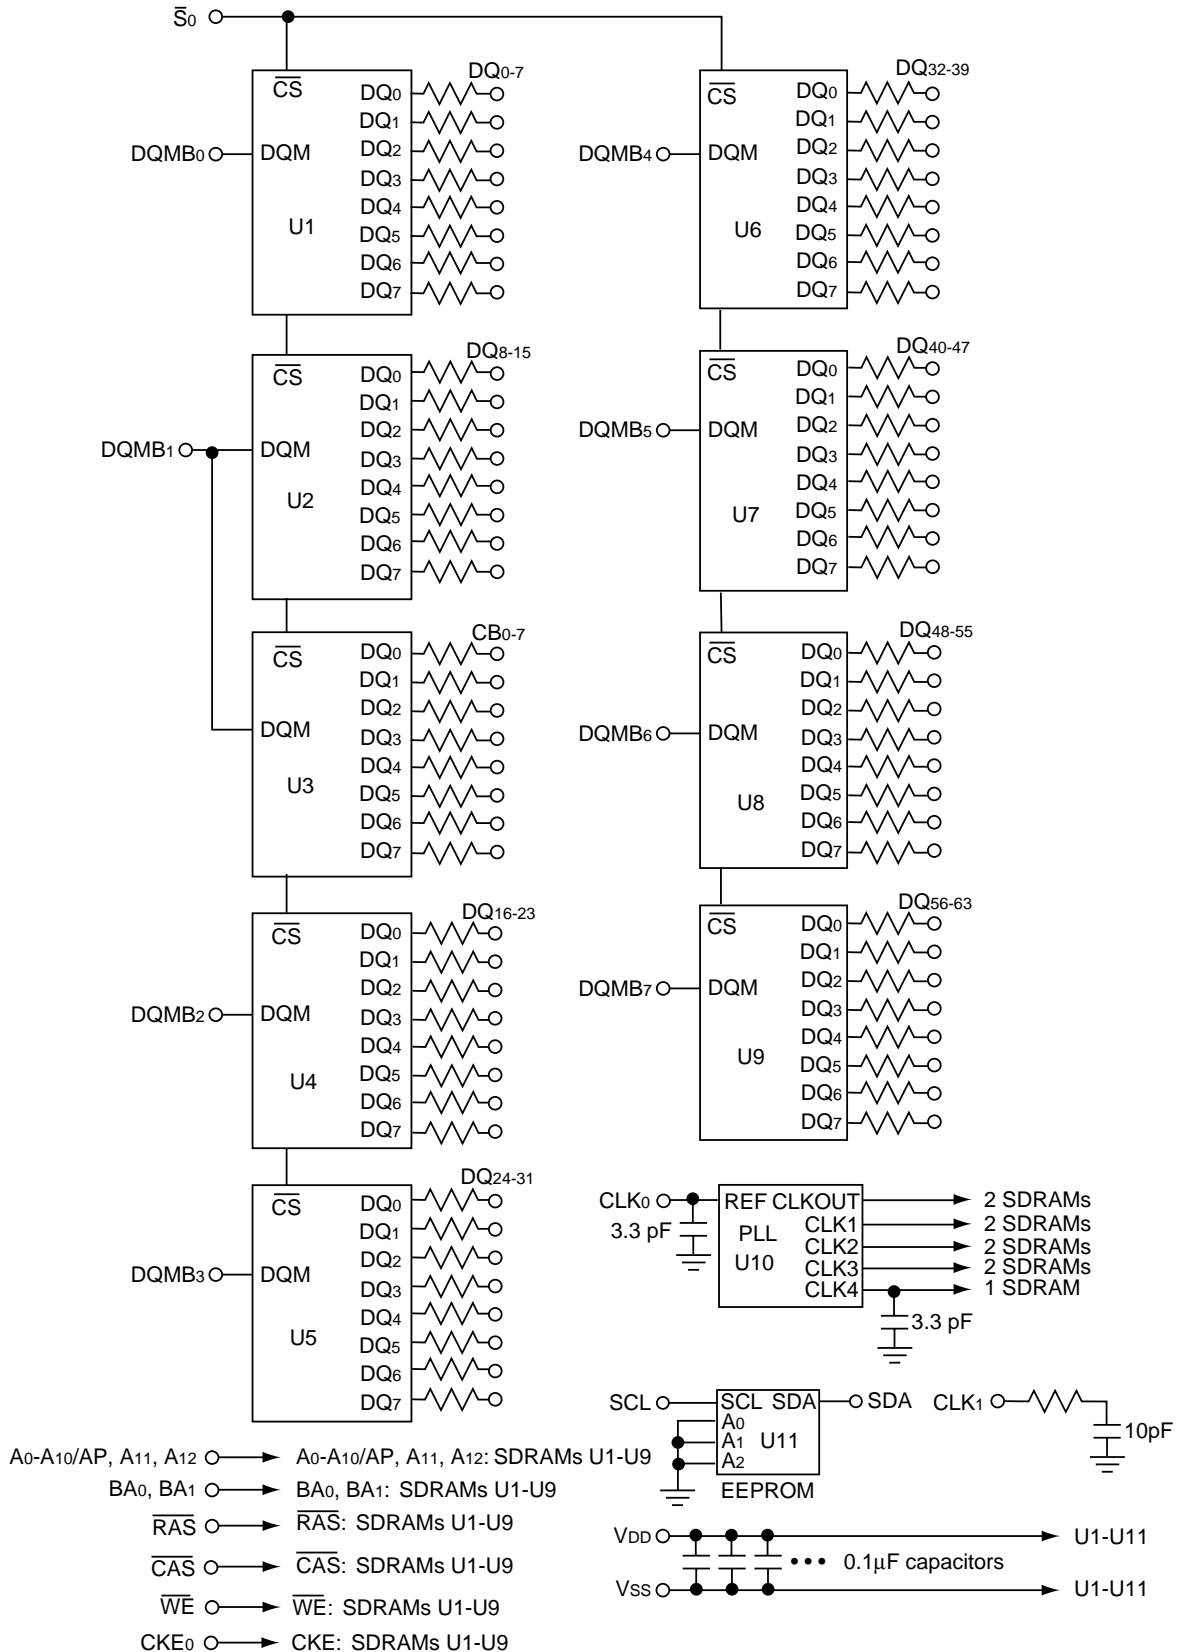 S̅0
DQ0-7
CS̅
DQ0
DQ1
DQMB0
DQM
DQ2
DQ3
DQ4
U1
DQ5
DQ6
DQ7
DQ8-15
CS̅
DQ0
DQ1
DQ2
DQMB1
DQM
DQ3
DQ4
U2
DQ5
DQ6
DQ7
CB0-7
CS̅
DQ0
DQ1
DQ2
DQM
DQ3
DQ4
U3
DQ5
DQ6
DQ7
DQ16-23
CS̅
DQ0
DQ1
DQ2
DQMB2
DQM
DQ3
DQ4
U4
DQ5
DQ6
DQ7
DQ24-31
CS̅
DQ0
DQ1
DQ2
DQMB3
DQM
DQ3
DQ4
U5
DQ5
DQ6
DQ7
DQ32-39
CS̅
DQ0
DQ1
DQMB4
DQM
DQ2
DQ3
DQ4
U6
DQ5
DQ6
DQ7
DQ40-47
CS̅
DQ0
DQ1
DQMB5
DQM
DQ2
DQ3
DQ4
U7
DQ5
DQ6
DQ7
DQ48-55
CS̅
DQ0
DQ1
DQ2
DQMB6
DQM
DQ3
DQ4
U8
DQ5
DQ6
DQ7
DQ56-63
CS̅
DQ0
DQ1
DQ2
DQMB7
DQM
DQ3
DQ4
U9
DQ5
DQ6
DQ7
CLK0
REF CLKOUT
2 SDRAMs
3.3 pF
PLL
CLK1
2 SDRAMs
U10
CLK2
2 SDRAMs
CLK3
2 SDRAMs
CLK4
1 SDRAM
3.3 pF
SCL
SCL SDA
SDA
A0
A1
U11
A2
EEPROM
CLK1
10pF
A0-A10/AP, A11, A12
A0-A10/AP, A11, A12: SDRAMs U1-U9
BA0, BA1
BA0, BA1: SDRAMs U1-U9
R̅A̅S̅
R̅A̅S̅: SDRAMs U1-U9
C̅A̅S̅
C̅A̅S̅: SDRAMs U1-U9
W̅E̅
W̅E̅: SDRAMs U1-U9
CKE0
CKE: SDRAMs U1-U9
VDD
U1-U11
0.1μF capacitors
VSS
U1-U11